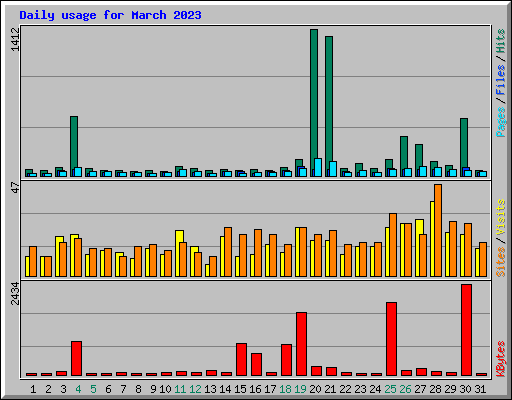 Daily usage for March 2023
1412
Pages / Files / Hits
47
Sites / Visits
2434
KBytes
1 2 3 4 5 6 7 8 9 10 11 12 13 14 15 16 17 18 19 20 21 22 23 24 25 26 27 28 29 30 31